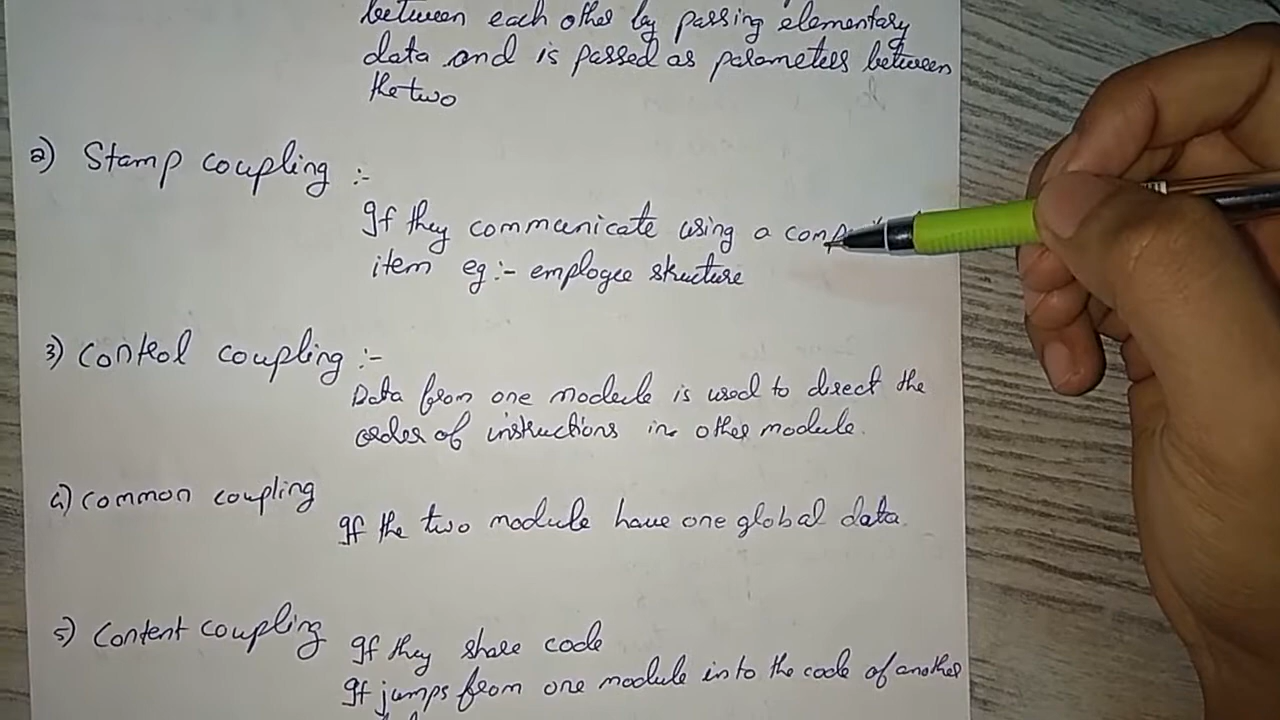 between each other by passing elementary
data and is passed as parameters between
the two
2) Stamp coupling :-
If they communicate using a
item eg:- employee structure
3) Control coupling :-
Data from one module is used to direct the
order of instructions in other module.
4) Common coupling
If the two module have one global data.
5) Content coupling
If they share code
If jumps from one module into the code of another